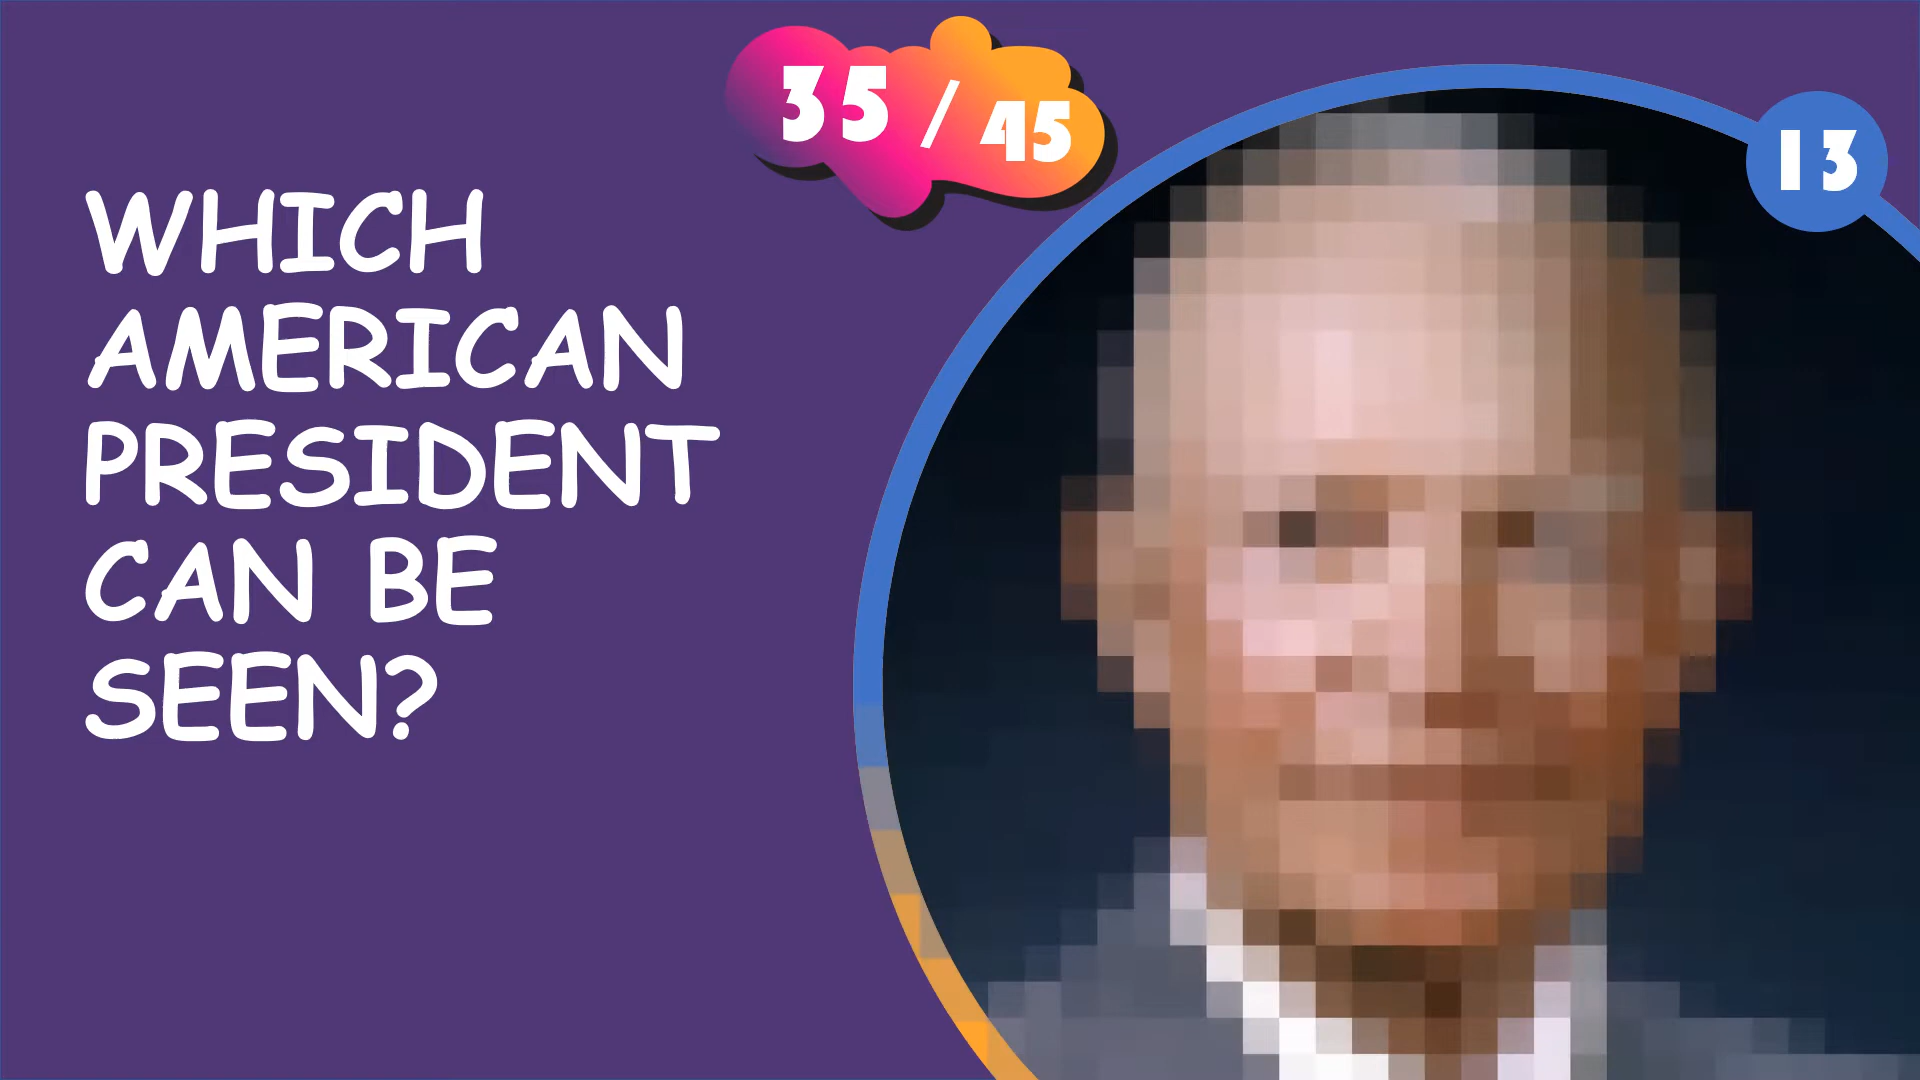 35 / 45
13
WHICH
AMERICAN
PRESIDENT
CAN BE
SEEN?